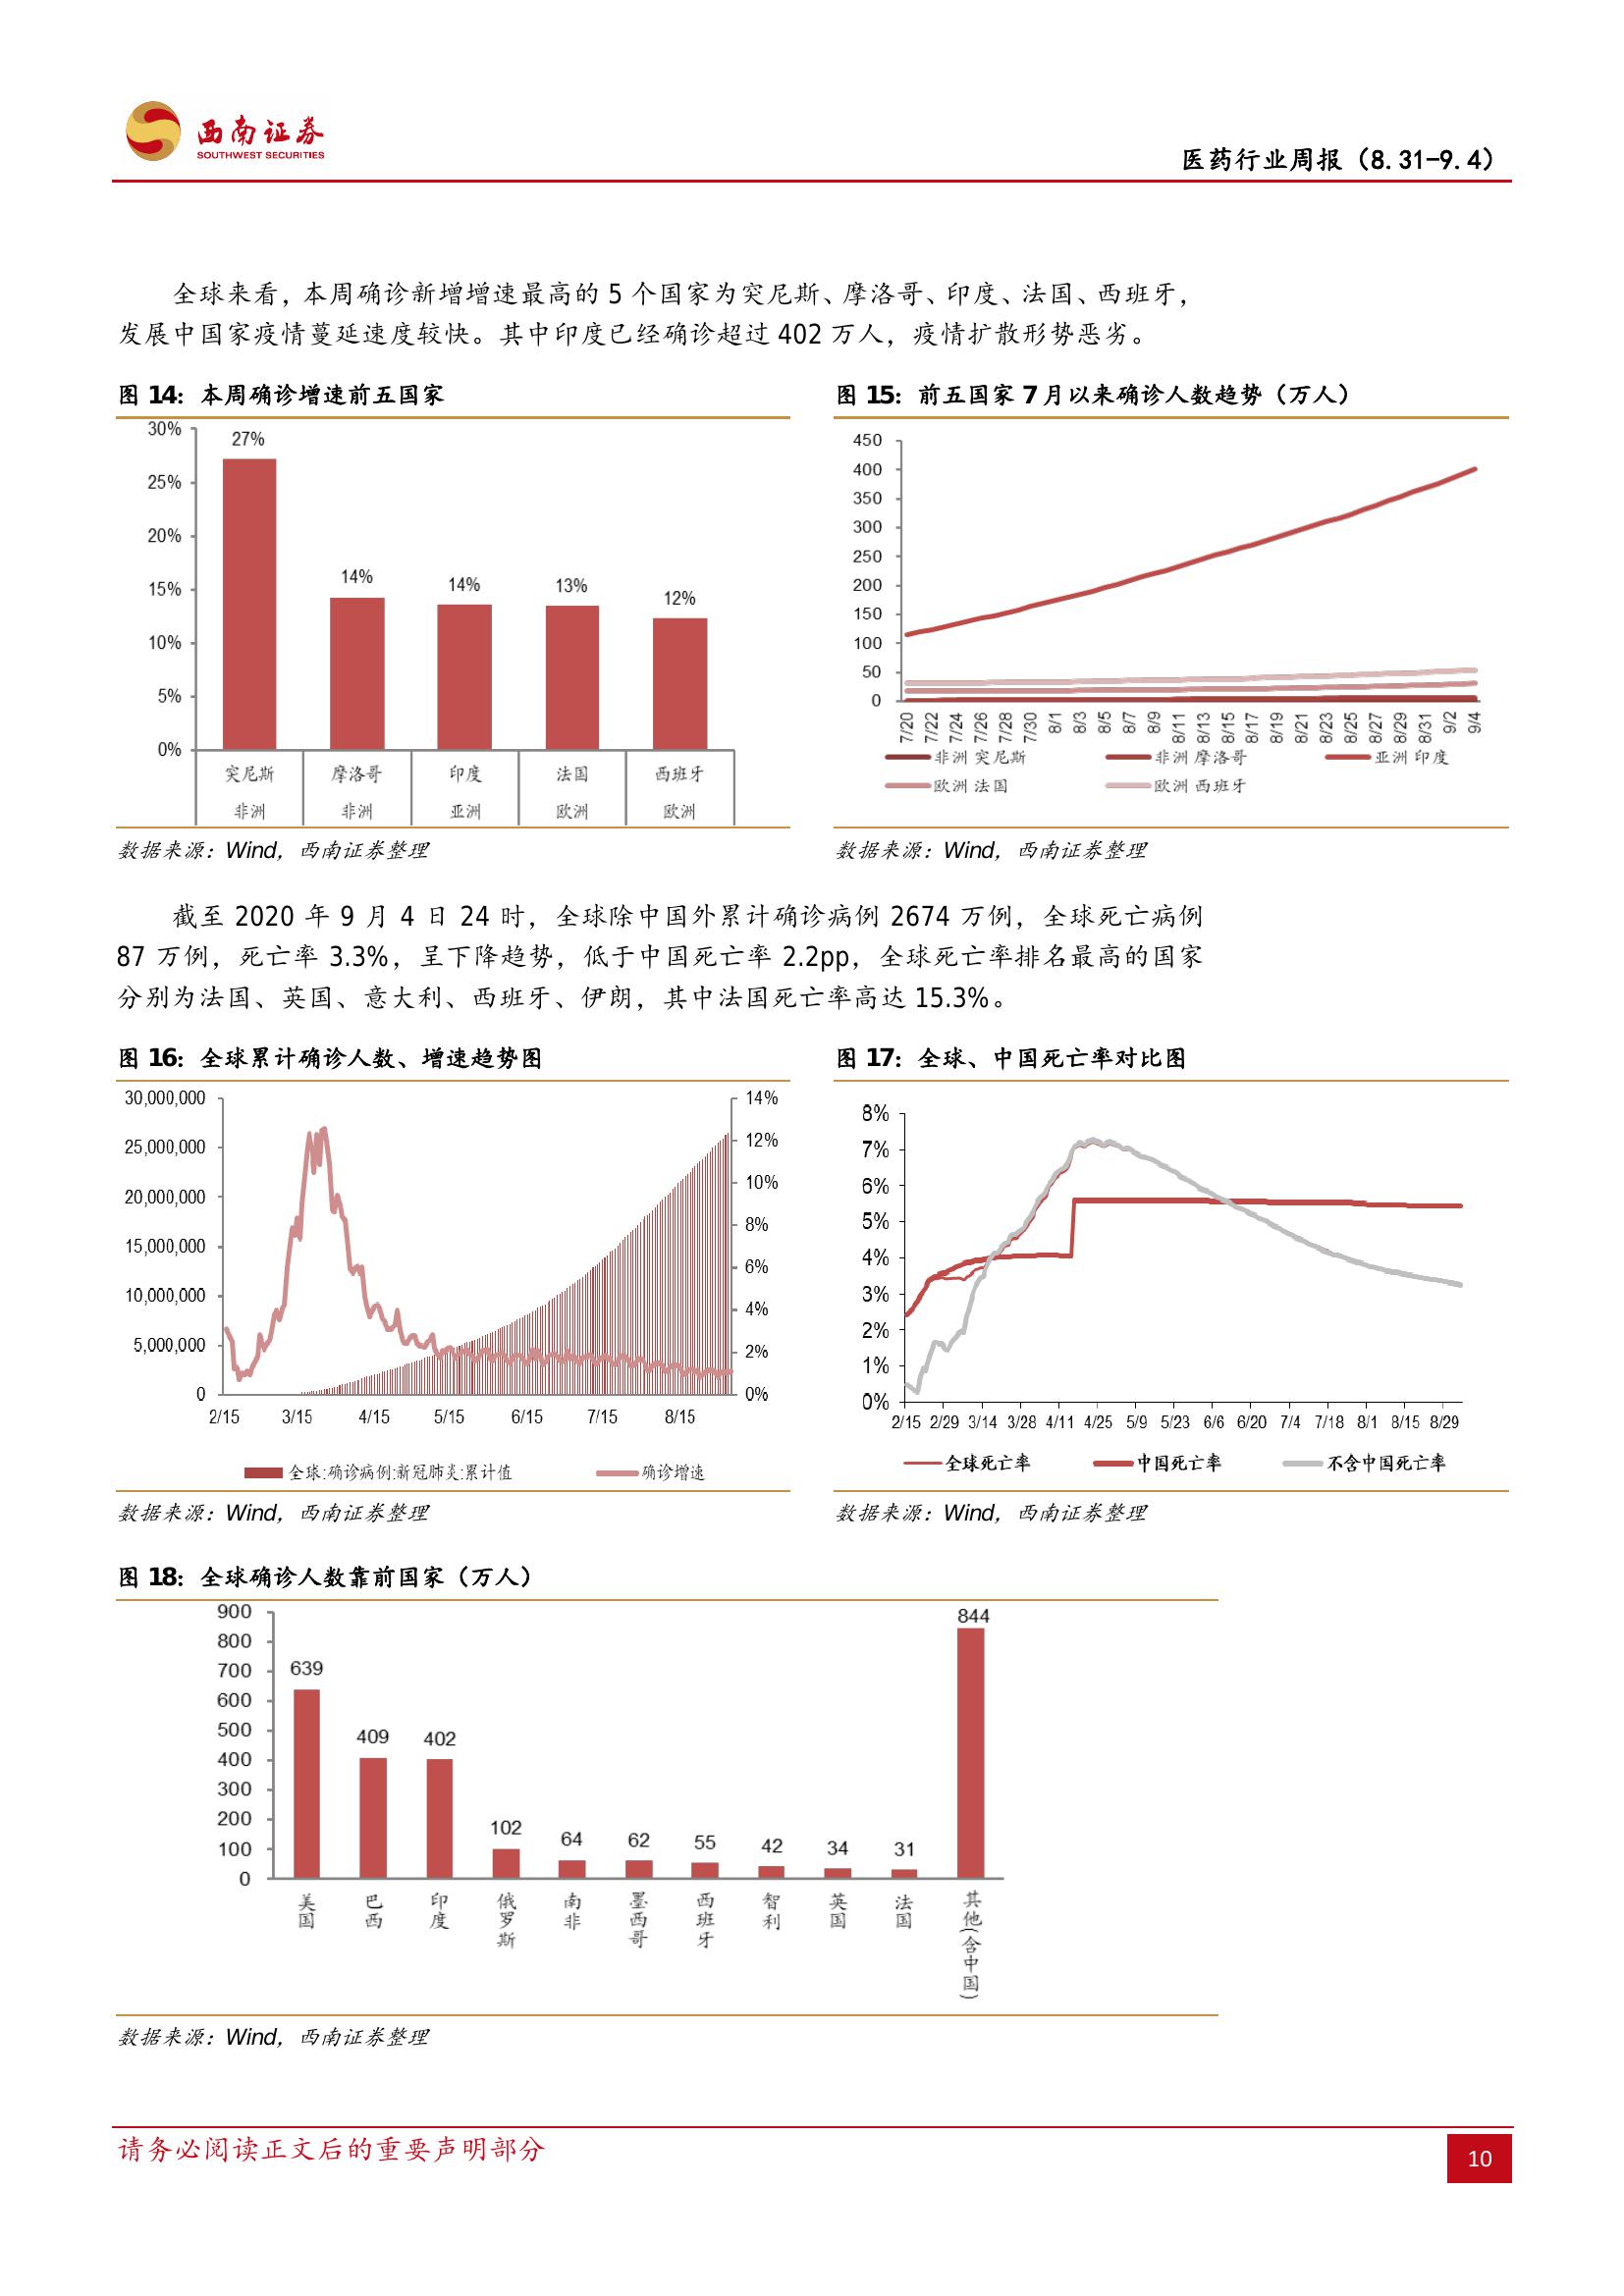 西南证券
SOUTHWEST SECURITIES
医药行业周报（8.31-9.4）
全球来看，本周确诊新增增速最高的 5 个国家为突尼斯、摩洛哥、印度、法国、西班牙，
发展中国家疫情蔓延速度较快。其中印度已经确诊超过 402 万人，疫情扩散形势恶劣。
图 14：本周确诊增速前五国家
30%
25%
20%
15%
10%
5%
0%
27%
14%
14%
13%
12%
突尼斯 摩洛哥 印度 法国 西班牙
非洲 非洲 亚洲 欧洲 欧洲
数据来源：Wind，西南证券整理
图 15：前五国家 7 月以来确诊人数趋势（万人）
450
400
350
300
250
200
150
100
50
0
7/20 7/22 7/24 7/26 7/28 7/30 8/1 8/3 8/5 8/7 8/9 8/11 8/13 8/15 8/17 8/19 8/21 8/23 8/25 8/27 8/29 8/31 9/2 9/4
非洲 突尼斯 非洲 摩洛哥 亚洲 印度
欧洲 法国 欧洲 西班牙
数据来源：Wind，西南证券整理
截至 2020 年 9 月 4 日 24 时，全球除中国外累计确诊病例 2674 万例，全球死亡病例
87 万例，死亡率 3.3%，呈下降趋势，低于中国死亡率 2.2pp，全球死亡率排名最高的国家
分别为法国、英国、意大利、西班牙、伊朗，其中法国死亡率高达 15.3%。
图 16：全球累计确诊人数、增速趋势图
30,000,000
25,000,000
20,000,000
15,000,000
10,000,000
5,000,000
0
14%
12%
10%
8%
6%
4%
2%
0%
2/15 3/15 4/15 5/15 6/15 7/15 8/15
全球:确诊病例:新冠肺炎:累计值 确诊增速
数据来源：Wind，西南证券整理
图 17：全球、中国死亡率对比图
8%
7%
6%
5%
4%
3%
2%
1%
0%
2/15 2/29 3/14 3/28 4/11 4/25 5/9 5/23 6/6 6/20 7/4 7/18 8/1 8/15 8/29
全球死亡率 中国死亡率 不含中国死亡率
数据来源：Wind，西南证券整理
图 18：全球确诊人数靠前国家（万人）
900
800
700
600
500
400
300
200
100
0
639
409
402
102
64
62
55
42
34
31
844
美国
巴西
印度
俄罗斯
南非
墨西哥
西班牙
智利
英国
法国
其他(含中国)
数据来源：Wind，西南证券整理
请务必阅读正文后的重要声明部分
10